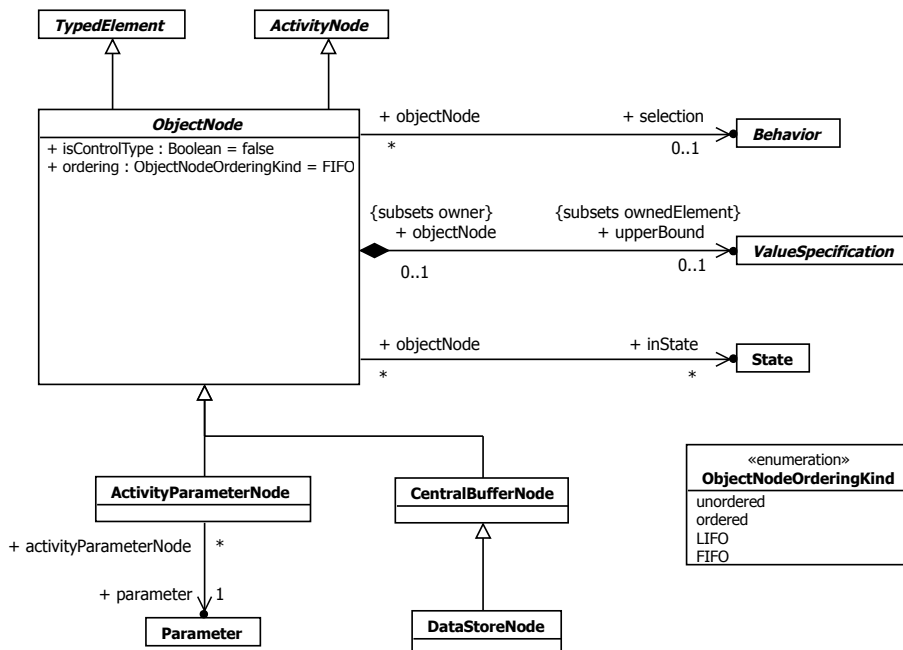 TypedElement
ActivityNode
ObjectNode
+ isControlType : Boolean = false
+ ordering : ObjectNodeOrderingKind = FIFO
+ objectNode
+ selection
*
0..1
Behavior
{subsets owner}
{subsets ownedElement}
+ objectNode
+ upperBound
0..1
0..1
ValueSpecification
+ objectNode
+ inState
*
*
State
ActivityParameterNode
CentralBufferNode
«enumeration»
ObjectNodeOrderingKind
unordered
ordered
LIFO
FIFO
+ activityParameterNode
*
+ parameter
1
Parameter
DataStoreNode